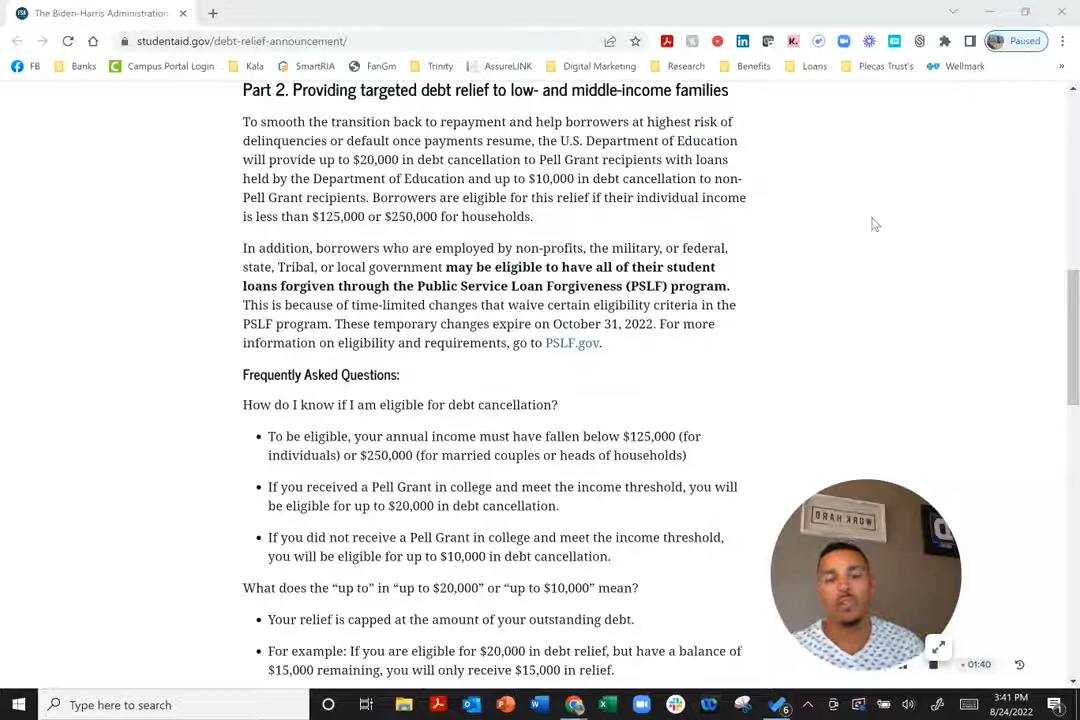 The Biden-Harris Administration
studentaid.gov/debt-relief-announcement/
Paused
FB
Banks
Campus Portal Login
Kala
SmartRIA
FanGm
Trinity
AssureLINK
Digital Marketing
Research
Benefits
Loans
Plecas Trust's
Wellmark
»
Part 2. Providing targeted debt relief to low- and middle-income families
To smooth the transition back to repayment and help borrowers at highest risk of
delinquencies or default once payments resume, the U.S. Department of Education
will provide up to $20,000 in debt cancellation to Pell Grant recipients with loans
held by the Department of Education and up to $10,000 in debt cancellation to non-
Pell Grant recipients. Borrowers are eligible for this relief if their individual income
is less than $125,000 or $250,000 for households.
In addition, borrowers who are employed by non-profits, the military, or federal,
state, Tribal, or local government may be eligible to have all of their student
loans forgiven through the Public Service Loan Forgiveness (PSLF) program.
This is because of time-limited changes that waive certain eligibility criteria in the
PSLF program. These temporary changes expire on October 31, 2022. For more
information on eligibility and requirements, go to PSLF.gov.
Frequently Asked Questions:
How do I know if I am eligible for debt cancellation?
• To be eligible, your annual income must have fallen below $125,000 (for
individuals) or $250,000 (for married couples or heads of households)
• If you received a Pell Grant in college and meet the income threshold, you will
be eligible for up to $20,000 in debt cancellation.
• If you did not receive a Pell Grant in college and meet the income threshold,
you will be eligible for up to $10,000 in debt cancellation.
What does the “up to” in “up to $20,000” or “up to $10,000” mean?
• Your relief is capped at the amount of your outstanding debt.
• For example: If you are eligible for $20,000 in debt relief, but have a balance of
$15,000 remaining, you will only receive $15,000 in relief.
WORK HARD
01:40
Type here to search
6
3:41 PM
8/24/2022